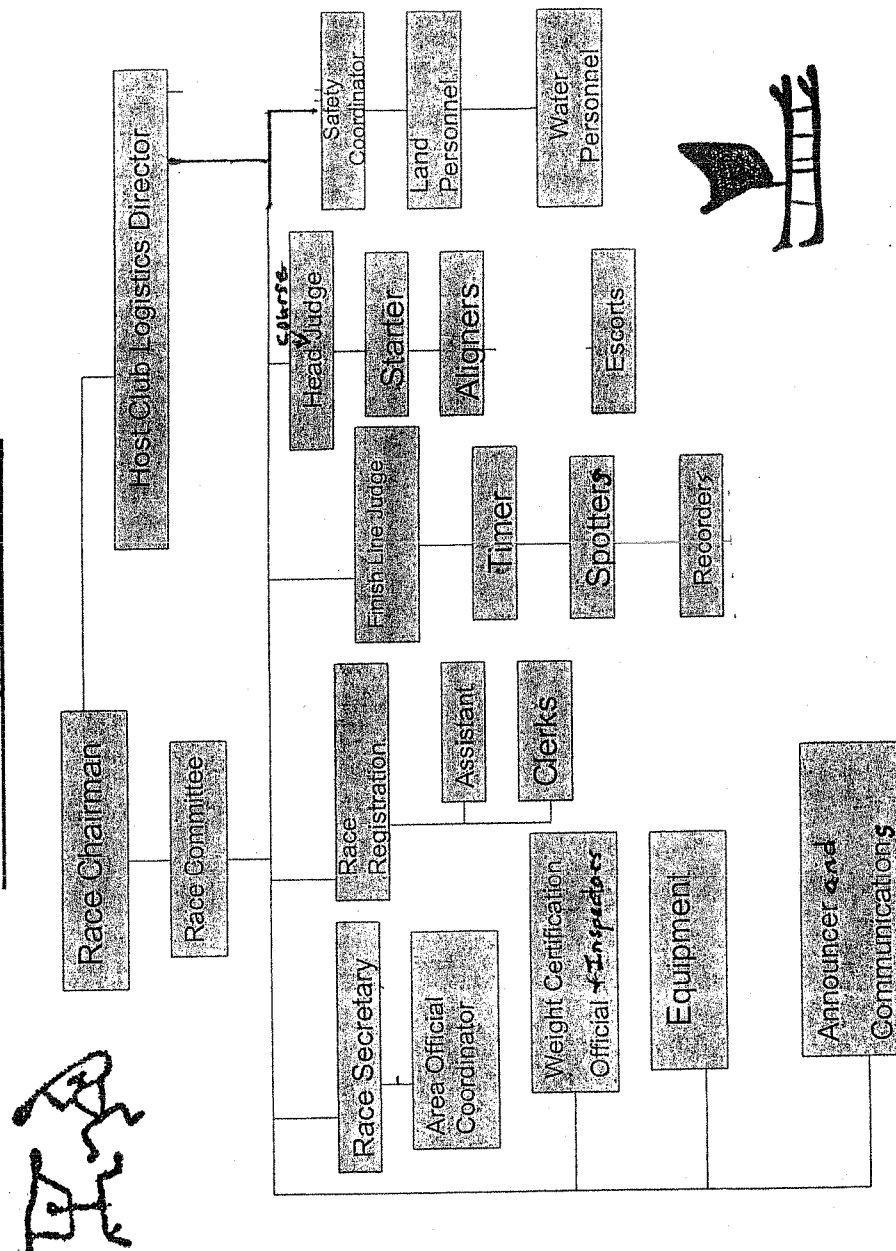 Race Chairman
Host Club Logistics Director
Race Committee
Race Secretary
Area Official
Coordinator
Weight Certification
Official + Inspectors
Equipment
Announcer and
Communications
Race
Registration
Assistant
Clerks
Finish Line Judge
Timer
Spotters
Recorders
course
Head Judge
Starter
Aligners
Escorts
Safety
Coordinator
Land
Personnel
Water
Personnel